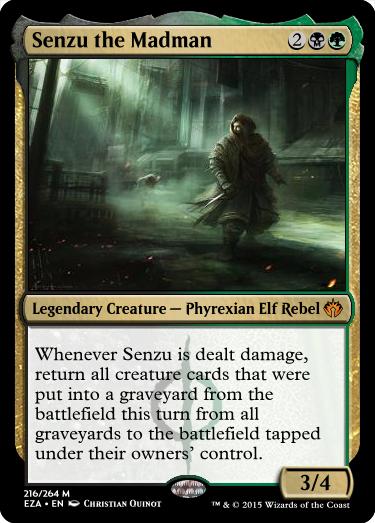 Senzu the Madman 2
Legendary Creature — Phyrexian Elf Rebel
Whenever Senzu is dealt damage,
return all creature cards that were
put into a graveyard from the
battlefield this turn from all
graveyards to the battlefield tapped
under their owners' control.
3/4
216/264 M
EZA • EN Christian Quinot
™ & © 2015 Wizards of the Coast